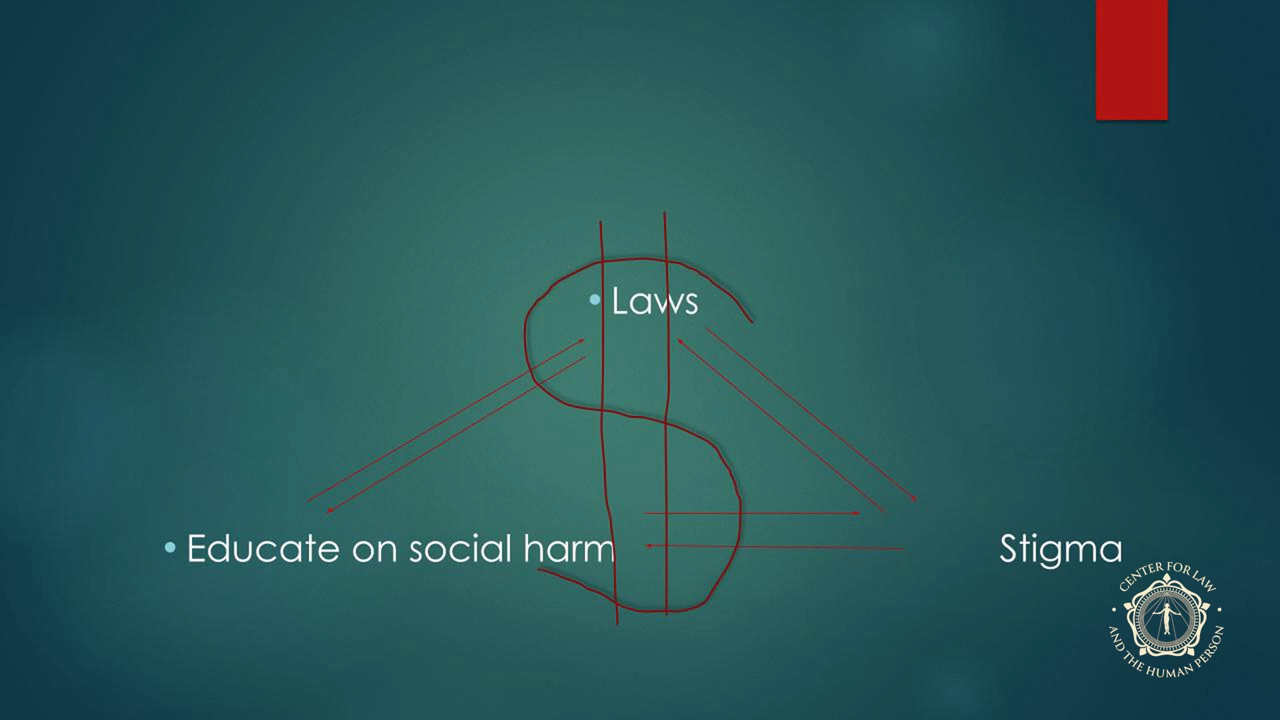 • Laws
• Educate on social harm
Stigma
CENTER FOR LAW
AND THE HUMAN PERSON